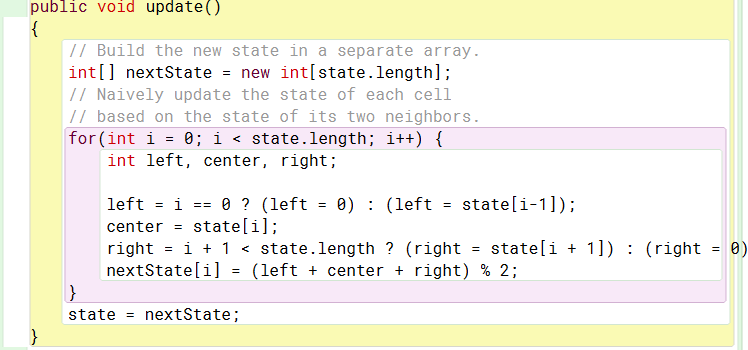 public void update()
{
// Build the new state in a separate array.
int[] nextState = new int[state.length];
// Naively update the state of each cell
// based on the state of its two neighbors.
for(int i = 0; i < state.length; i++) {
int left, center, right;
left = i == 0 ? (left = 0) : (left = state[i-1]);
center = state[i];
right = i + 1 < state.length ? (right = state[i + 1]) : (right = 0)
nextState[i] = (left + center + right) % 2;
}
state = nextState;
}